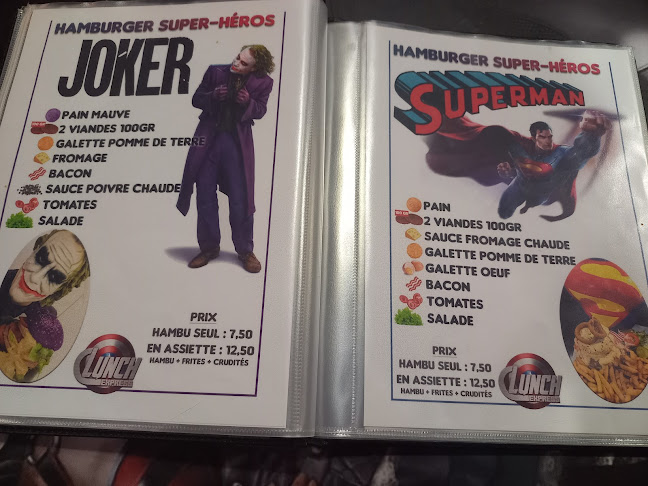 HAMBURGER SUPER-HÉROS
JOKER
PAIN MAUVE
2 VIANDES 100GR
GALETTE POMME DE TERRE
FROMAGE
BACON
SAUCE POIVRE CHAUDE
TOMATES
SALADE
PRIX
HAMBU SEUL : 7,50
EN ASSIETTE : 12,50
HAMBU + FRITES + CRUDITÉS
LUNCH
EXPRESS
HAMBURGER SUPER-HÉROS
SUPERMAN
PAIN
2 VIANDES 100GR
SAUCE FROMAGE CHAUDE
GALETTE POMME DE TERRE
GALETTE OEUF
BACON
TOMATES
SALADE
PRIX
HAMBU SEUL : 7,50
EN ASSIETTE : 12,50
HAMBU + FRITES + CRUDITÉS
LUNCH
EXPRESS